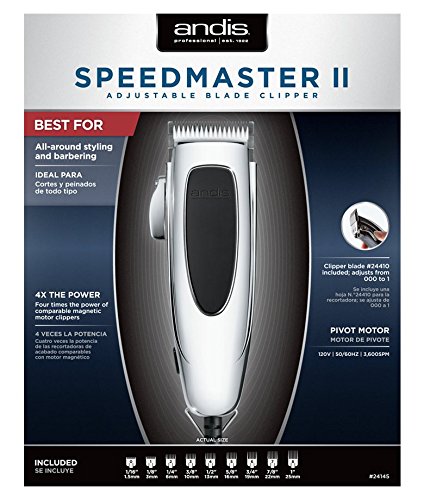 andis
professional | est. 1922
SPEEDMASTER II
ADJUSTABLE BLADE CLIPPER
BEST FOR
All-around styling
and barbering
IDEAL PARA
Cortes y peinados
de todo tipo
andis
Clipper blade #24410
included; adjusts from
000 to 1
Se incluye una
hoja N.°24410 para la
recortadora; se ajusta de
000 a 1
4X THE POWER
Four times the power of
comparable magnetic
motor clippers
4 VECES LA POTENCIA
Cuatro veces la potencia
de las recortadoras de
acabado comparables
con motor magnético
PIVOT MOTOR
MOTOR DE PIVOTE
120V | 50/60HZ | 3,600SPM
ACTUAL SIZE
INCLUDED
SE INCLUYE
1/16" 1/8" 1/4" 3/8" 1/2" 5/8" 3/4" 7/8" 1"
1.5mm 3mm 6mm 10mm 13mm 16mm 19mm 22mm 25mm
#24145